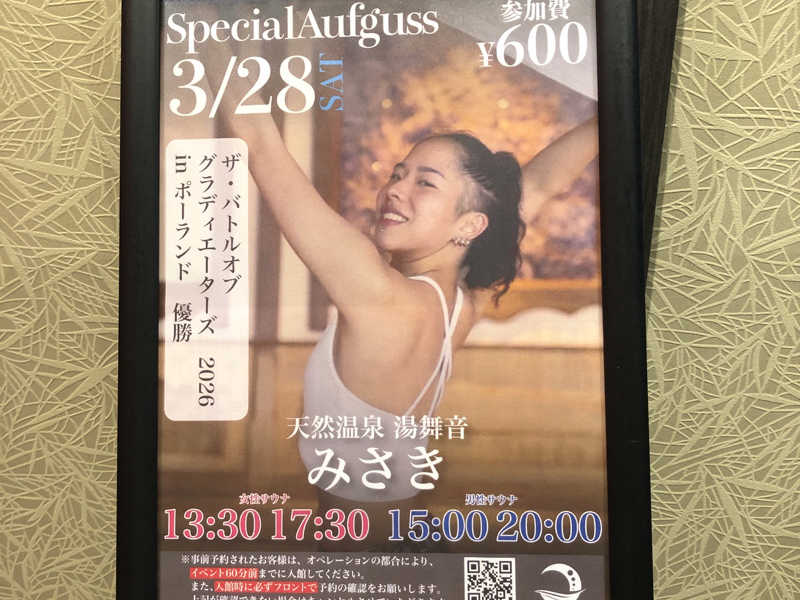 SpecialAufguss
3/28
SAT
参加費
¥600
ザ・バトルオブ
グラディエーターズ 2026
in ポーランド 優勝
天然温泉 湯舞音
みさき
女性サウナ
13:30 17:30
男性サウナ
15:00 20:00
※事前予約されたお客様は、オペレーションの都合により、
イベント60分前までに入館してください。
また、入館時に必ずフロントで予約の確認をお願いします。